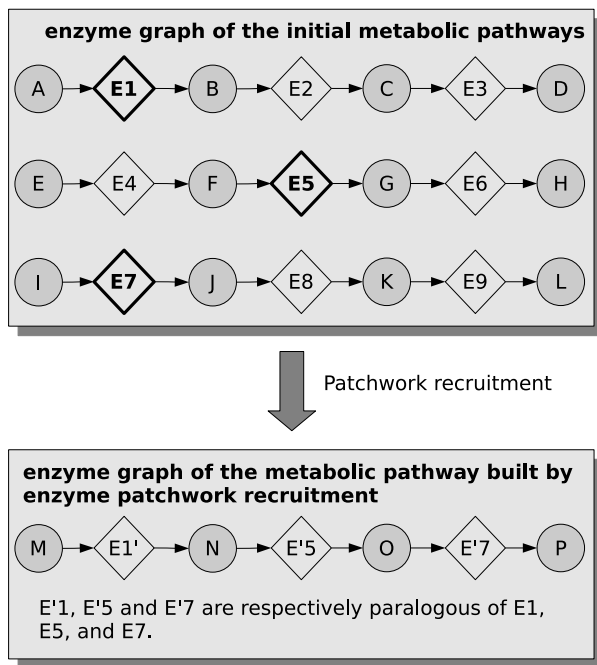 enzyme graph of the initial metabolic pathways
A E1 B E2 C E3 D
E E4 F E5 G E6 H
I E7 J E8 K E9 L
Patchwork recruitment
enzyme graph of the metabolic pathway built by
enzyme patchwork recruitment
M E1' N E'5 O E'7 P
E'1, E'5 and E'7 are respectively paralogous of E1,
E5, and E7.